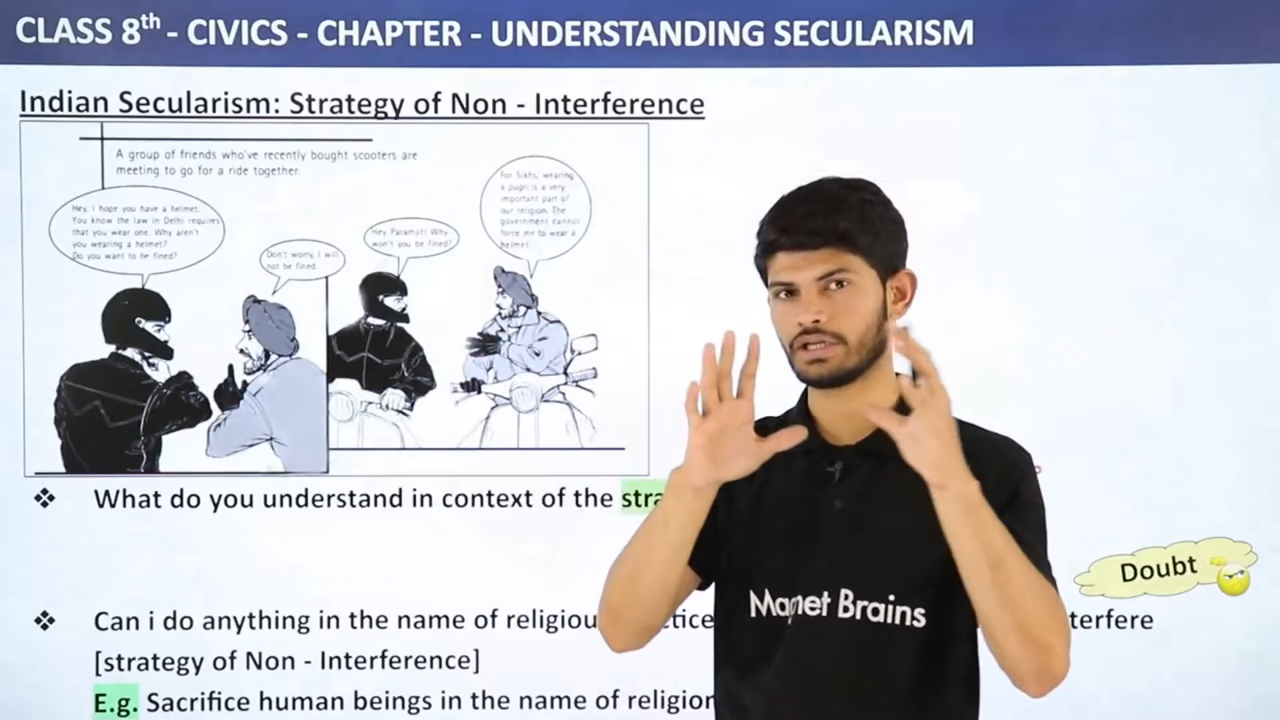 CLASS 8th - CIVICS - CHAPTER - UNDERSTANDING SECULARISM
Indian Secularism: Strategy of Non - Interference
A group of friends who've recently bought scooters are
meeting to go for a ride together.
Hey, I hope you have a helmet.
You know the law in Delhi requires
that you wear one. Why aren't
you wearing a helmet?
Do you want to be fined?
Don't worry, I will
not be fined.
Hey Paramjit! Why
won't you be fined?
For Sikhs, wearing
a pugri is a very
important part of
our religion. The
government cannot
force me to wear a
helmet.
❖ What do you understand in context of the stra
Doubt
❖ Can i do anything in the name of religiou tice terfere
[strategy of Non - Interference]
E.g. Sacrifice human beings in the name of religion
Magnet Brains